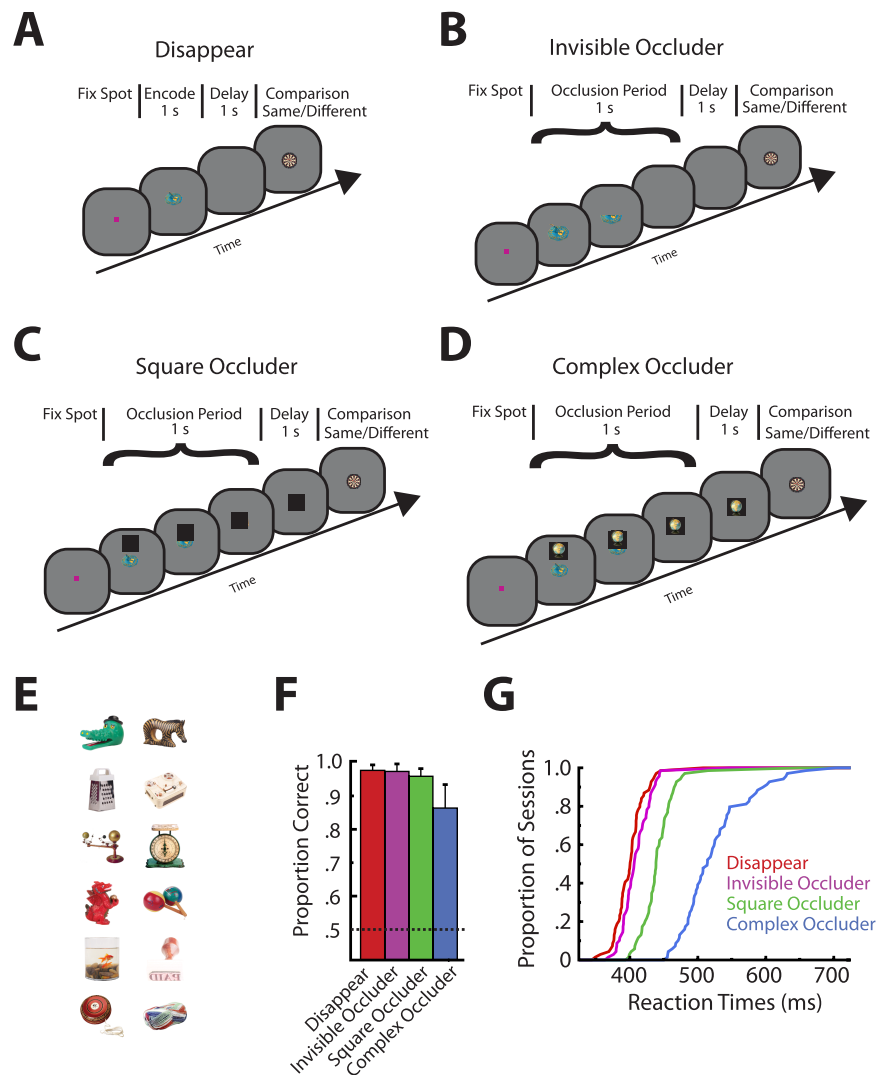 A
Disappear
Fix Spot
Encode
1 s
Delay
1 s
Comparison
Same/Different
Time
B
Invisible Occluder
Fix Spot
Occlusion Period
1 s
Delay
1 s
Comparison
Same/Different
Time
C
Square Occluder
Fix Spot
Occlusion Period
1 s
Delay
1 s
Comparison
Same/Different
Time
D
Complex Occluder
Fix Spot
Occlusion Period
1 s
Delay
1 s
Comparison
Same/Different
Time
E
F
Proportion Correct
1.0
.9
.8
.7
.6
.5
Disappear
Invisible Occluder
Square Occluder
Complex Occluder
G
Proportion of Sessions
1.0
.8
.6
.4
.2
0
Disappear
Invisible Occluder
Square Occluder
Complex Occluder
400
500
600
700
Reaction Times (ms)